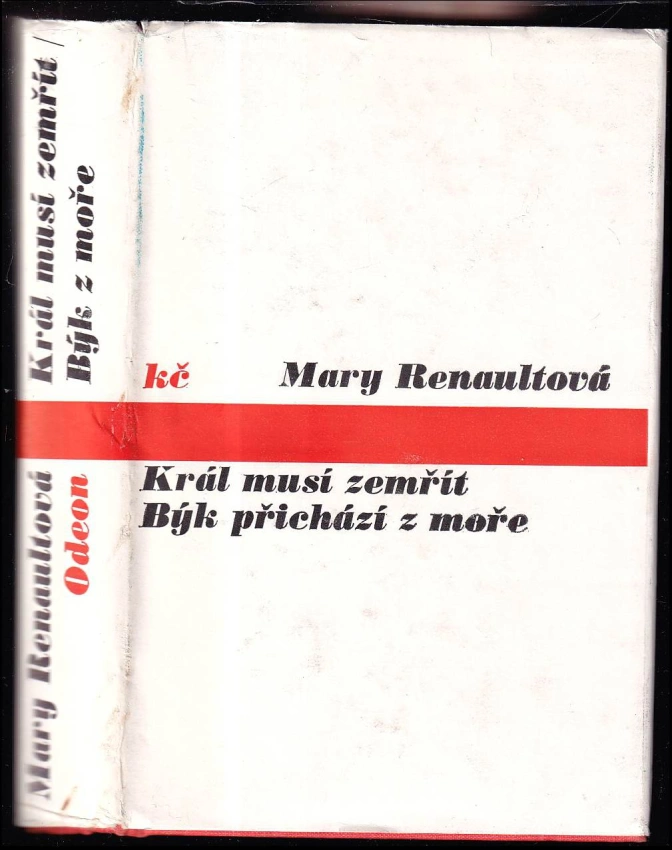 Král musí zemřít /
Býk z moře
Mary Renaultová
Odeon
kč
Mary Renaultová
Král musí zemřít
Býk přichází z moře